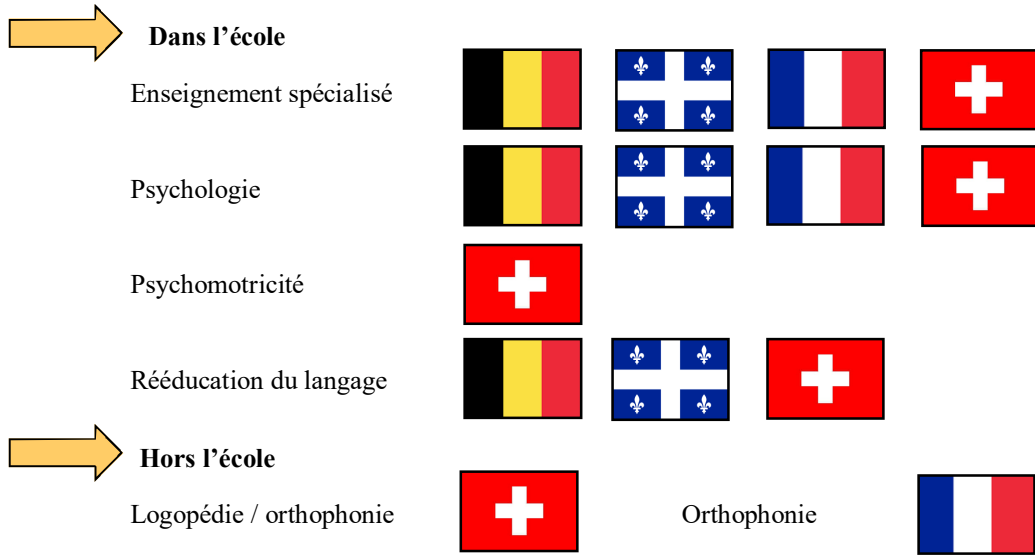 Dans l’école
Enseignement spécialisé
Psychologie
Psychomotricité
Rééducation du langage
Hors l’école
Logopédie / orthophonie Orthophonie